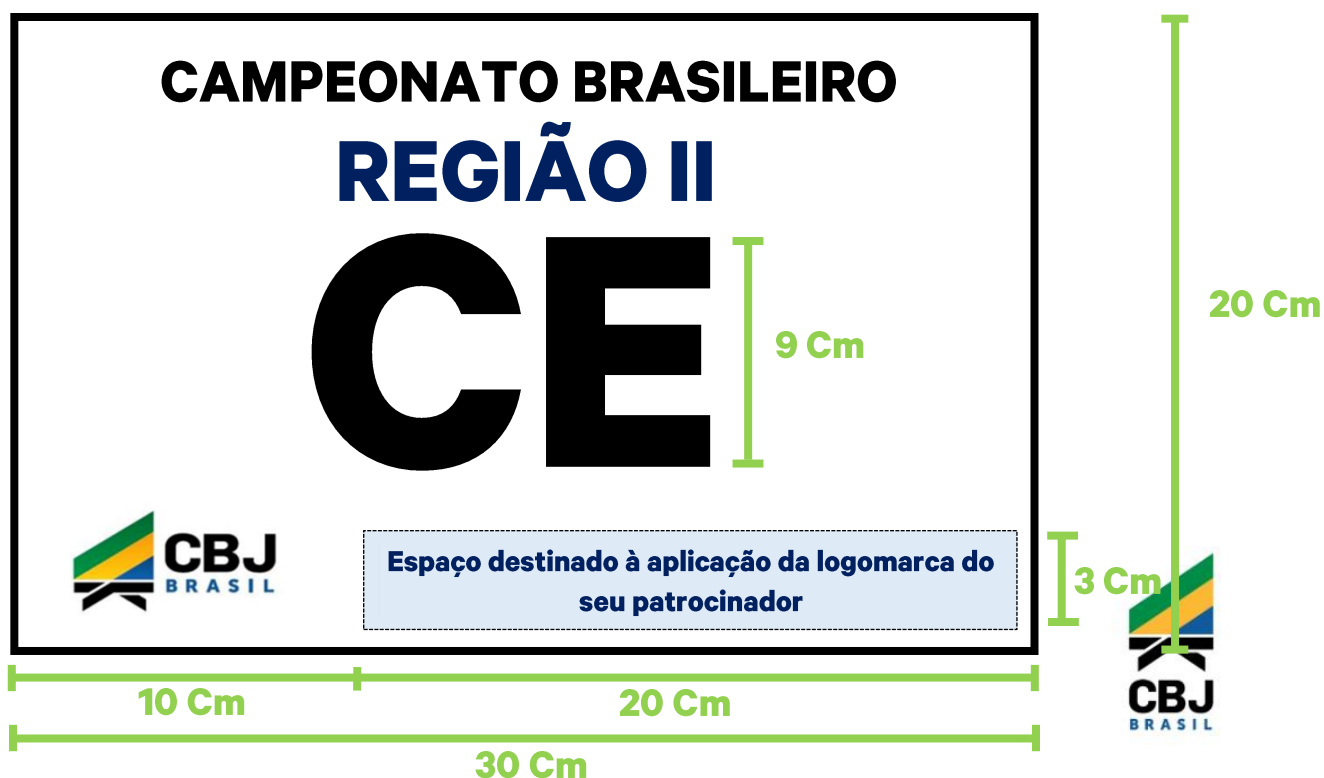 CAMPEONATO BRASILEIRO
REGIÃO II
CE
9 Cm
20 Cm
CBJ
BRASIL
Espaço destinado à aplicação da logomarca do
seu patrocinador
3 Cm
CBJ
BRASIL
10 Cm
20 Cm
30 Cm